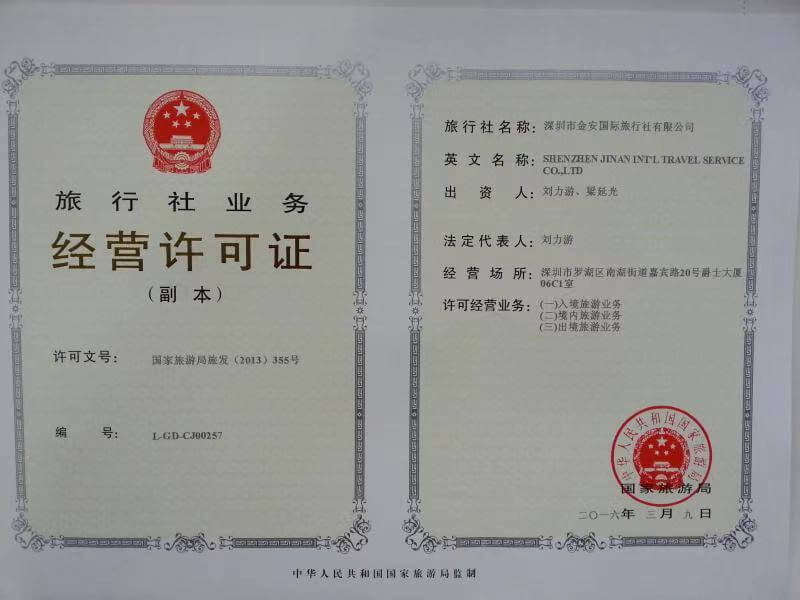 旅行社业务
经营许可证
(副本)
许可文号: 国家旅游局旅发(2013)355号
编号: L-GD-CJ00257
旅行社名称: 深圳市金安国际旅行社有限公司
英文名称: SHENZHEN JINAN INT'L TRAVEL SERVICE
CO.,LTD
出资人: 刘力游、梁延光
法定代表人: 刘力游
经营场所: 深圳市罗湖区南湖街道嘉宾路20号爵士大厦
06C1室
许可经营业务: (一)入境旅游业务
(二)境内旅游业务
(三)出境旅游业务
中华人民共和国国家旅游局
国家旅游局
二〇一六年三月九日
中华人民共和国国家旅游局监制